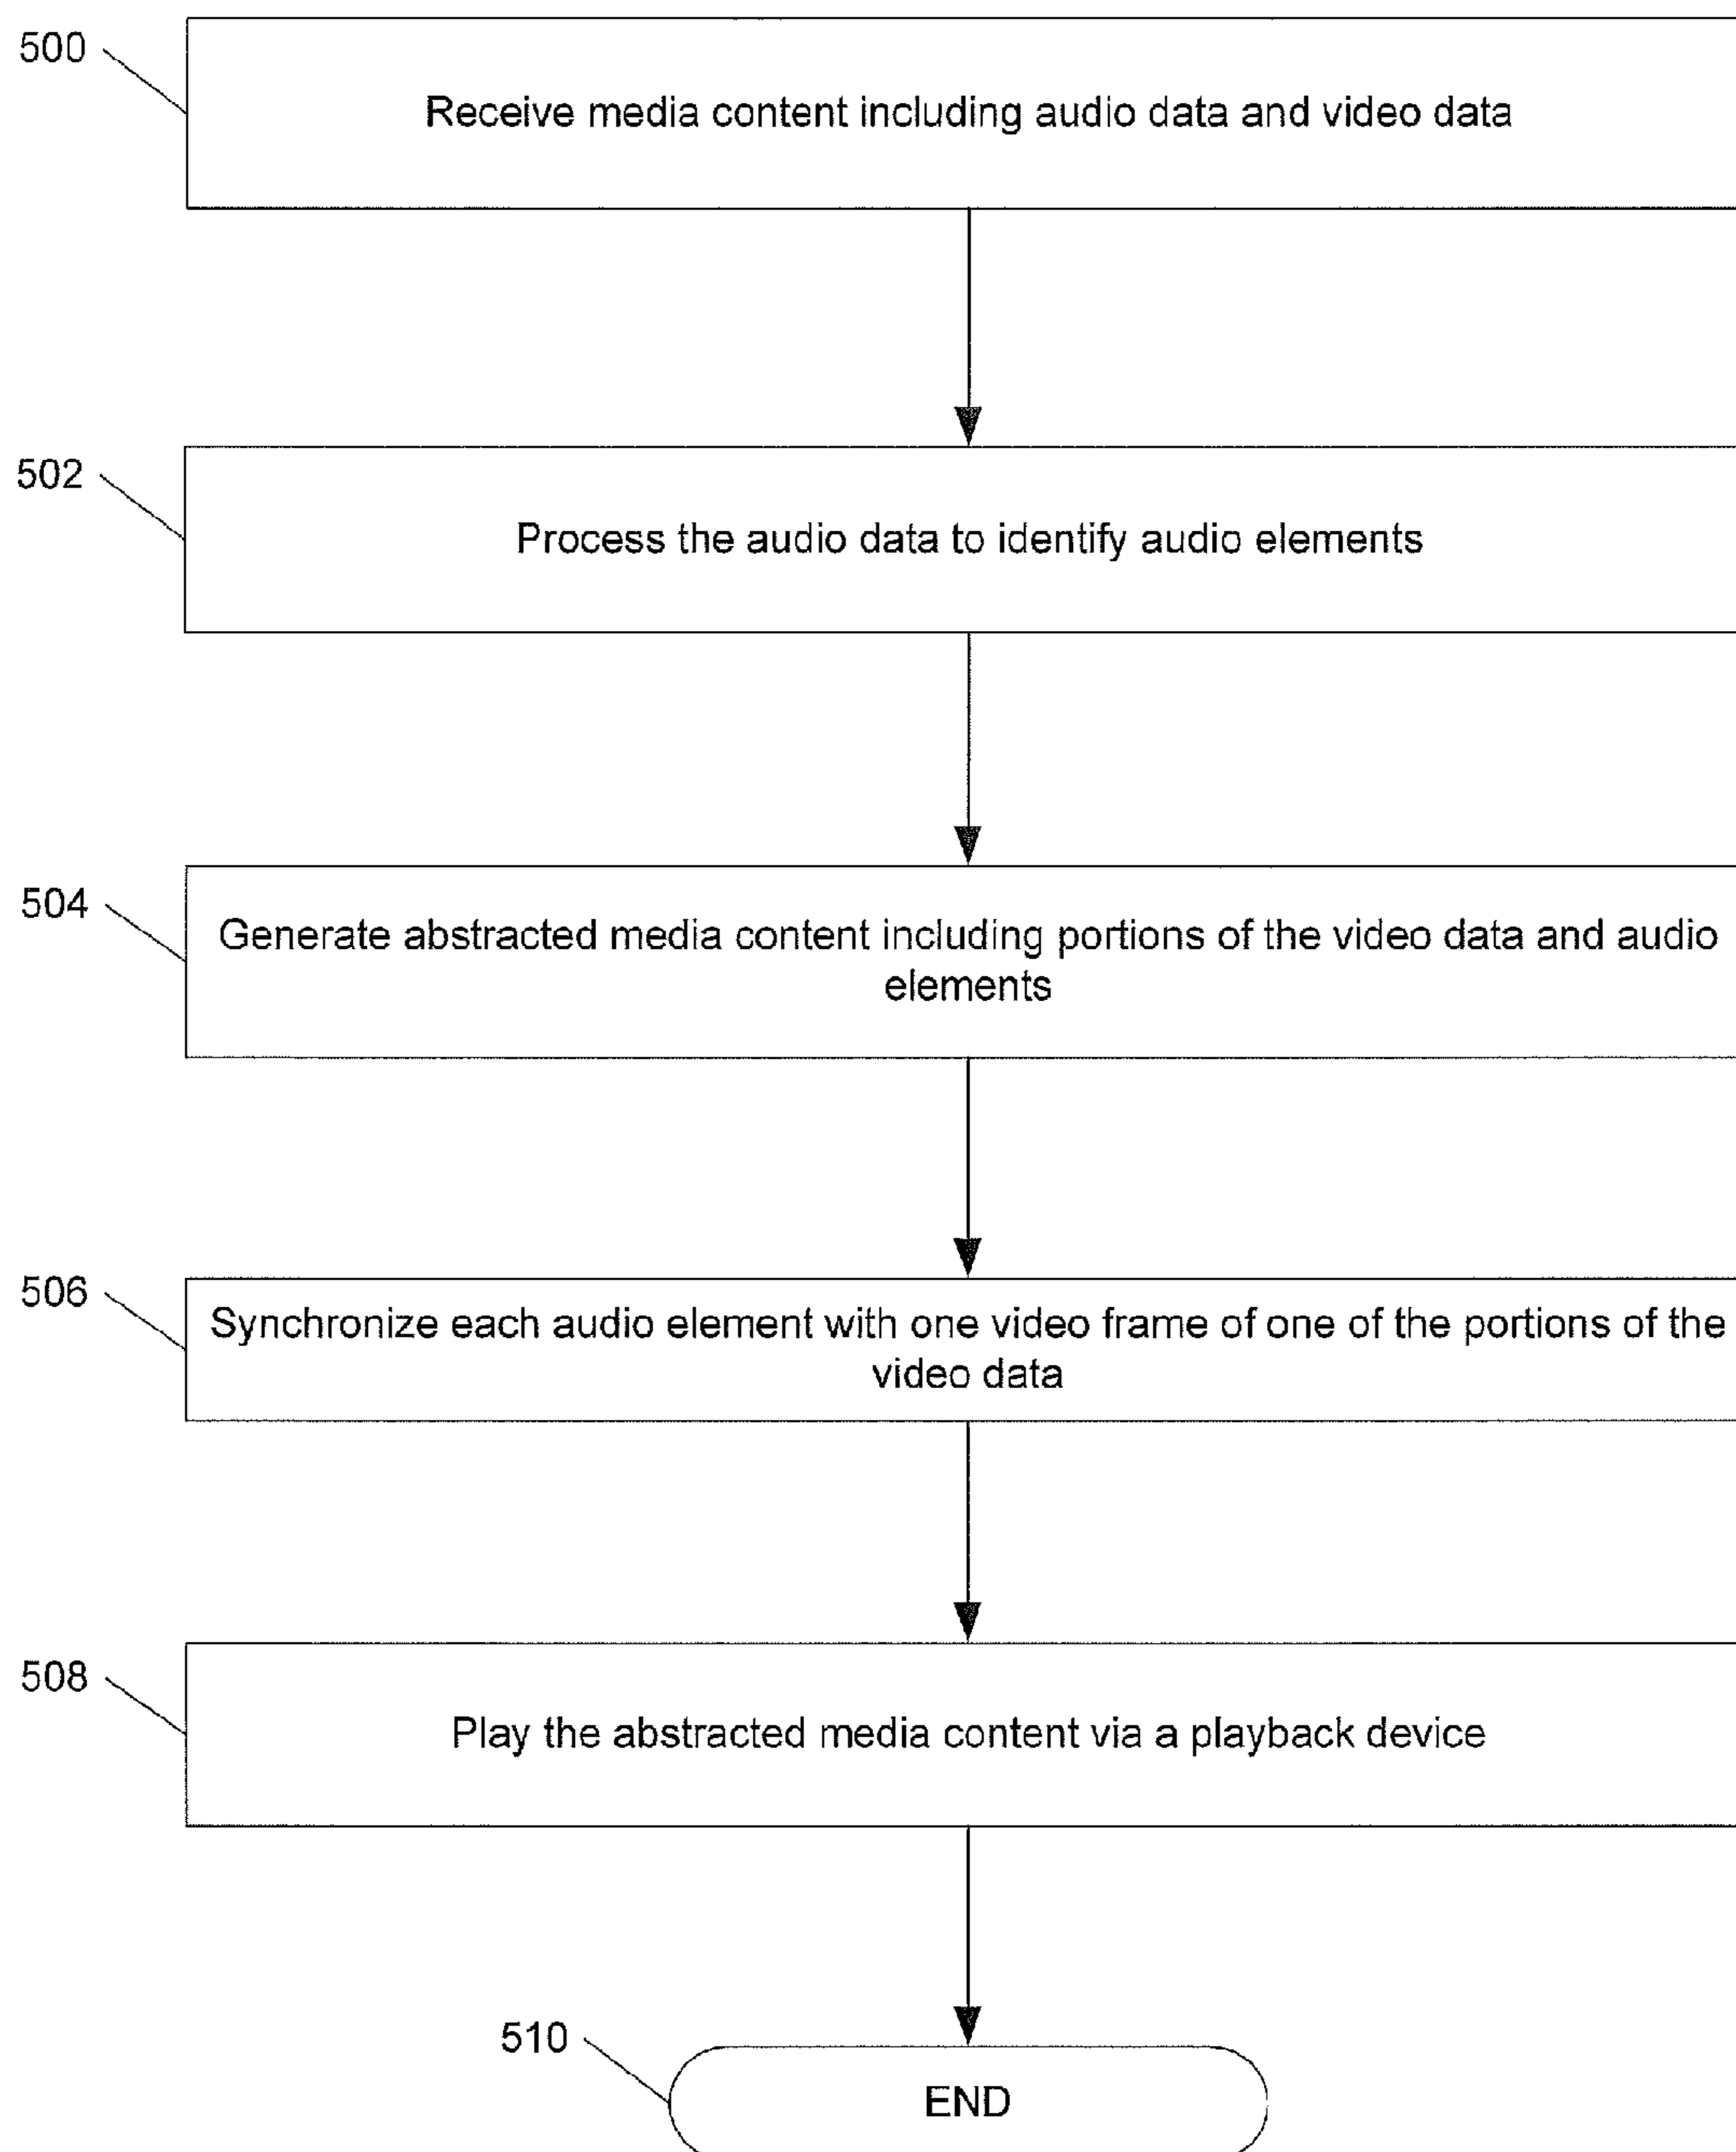 500
Receive media content including audio data and video data
502
Process the audio data to identify audio elements
504
Generate abstracted media content including portions of the video data and audio
elements
506
Synchronize each audio element with one video frame of one of the portions of the
video data
508
Play the abstracted media content via a playback device
510
END